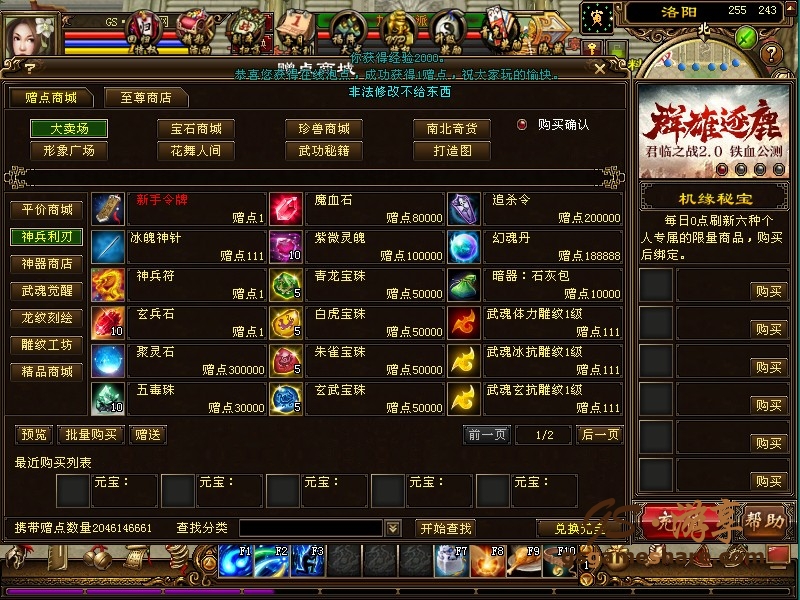 洛阳 255 243
北
GS
你获得经验2000。
恭喜您获得在线泡点，成功获得1赠点，祝太家玩的愉快。
非法修改不给东西
赠点商城
赠点商城 至尊商店
大卖场 宝石商城 珍兽商城 南北奇货 购买确认
形象广场 花舞人间 武功秘籍 打造图
平价商城
神兵利刃
神器商店
武魂觉醒
龙纹刻绘
雕纹工坊
精品商城
新手令牌 赠点1
魔血石 赠点80000
追杀令 赠点200000
冰魄神针 赠点111
紫微灵魄 赠点100000
10
幻魂丹 赠点188888
神兵符 赠点1
青龙宝珠 赠点50000
5
暗器：石灰包 赠点10000
玄兵石 赠点1
10
白虎宝珠 赠点50000
5
武魂体力雕纹1级 赠点111
聚灵石 赠点300000
朱雀宝珠 赠点50000
5
武魂冰抗雕纹1级 赠点111
五毒珠 赠点30000
10
玄武宝珠 赠点50000
5
武魂玄抗雕纹1级 赠点111
预览 批量购买 赠送 前一页 1/2 后一页
最近购买列表
元宝： 元宝： 元宝： 元宝： 元宝：
携带赠点数量2046146661 查找分类 开始查找
群雄逐鹿
君临之战2.0 铁血公测
机缘秘宝
每日0点刷新六种个
人专属的限量商品，购买
后绑定。
购买
购买
购买
购买
购买
购买
帮助
F1 F2 F3 F7 F8 F9 F10
1